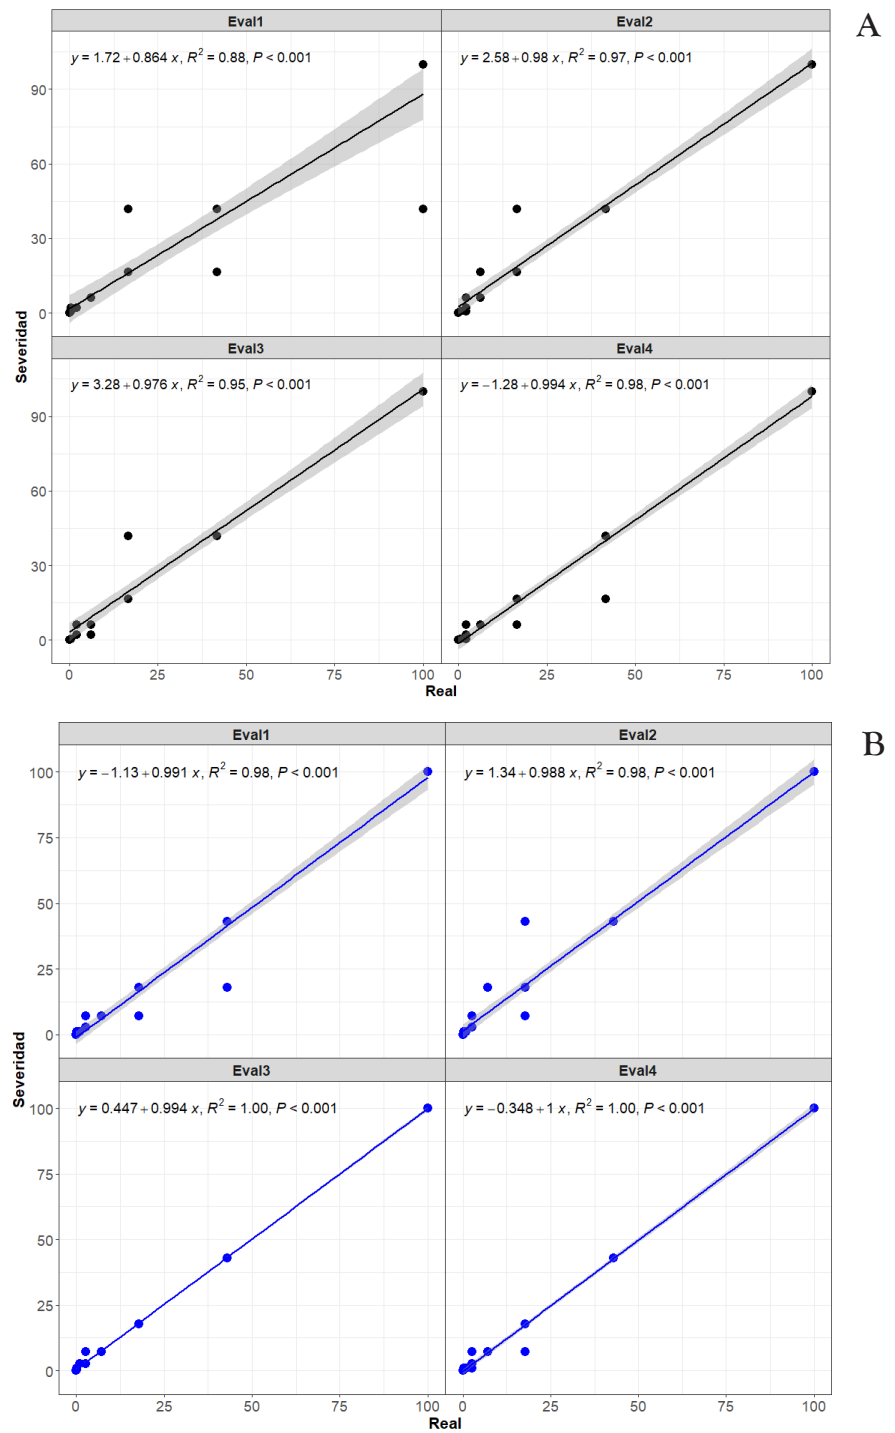 A
Eval1 Eval2
y = 1.72 + 0.864 x, R² = 0.88, P < 0.001 y = 2.58 + 0.98 x, R² = 0.97, P < 0.001
90
60
30
0
Severidad
Eval3 Eval4
y = 3.28 + 0.976 x, R² = 0.95, P < 0.001 y = −1.28 + 0.994 x, R² = 0.98, P < 0.001
90
60
30
0
0 25 50 75 100 0 25 50 75 100
Real
B
Eval1 Eval2
y = −1.13 + 0.991 x, R² = 0.98, P < 0.001 y = 1.34 + 0.988 x, R² = 0.98, P < 0.001
100
75
50
25
0
Severidad
Eval3 Eval4
y = 0.447 + 0.994 x, R² = 1.00, P < 0.001 y = −0.348 + 1 x, R² = 1.00, P < 0.001
100
75
50
25
0
0 25 50 75 100 0 25 50 75 100
Real